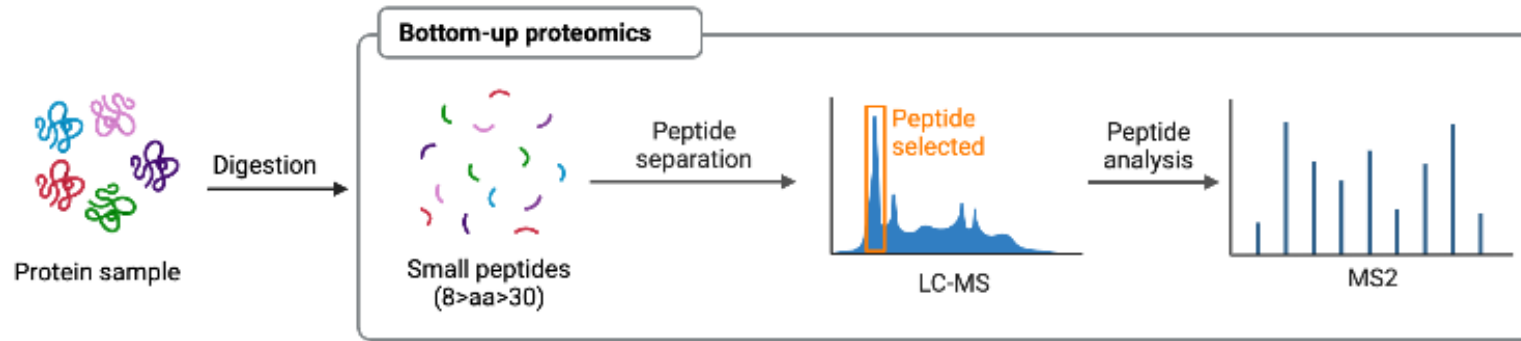 Bottom-up proteomics
Protein sample
Digestion
Small peptides
(8>aa>30)
Peptide
separation
Peptide
selected
LC-MS
Peptide
analysis
MS2